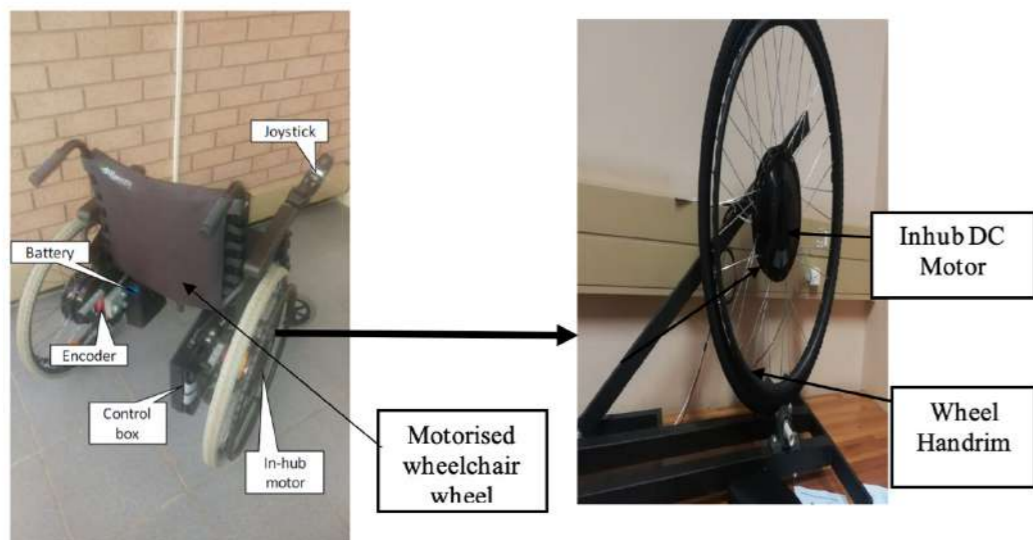 Joystick
Battery
Encoder
Control
box
In-hub
motor
Motorised
wheelchair
wheel
Inhub DC
Motor
Wheel
Handrim